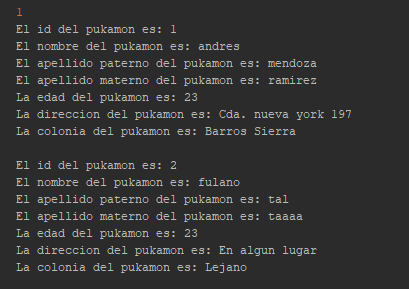 1
El id del pukamon es: 1
El nombre del pukamon es: andres
El apellido paterno del pukamon es: mendoza
El apellido materno del pukamon es: ramirez
La edad del pukamon es: 23
La direccion del pukamon es: Cda. nueva york 197
La colonia del pukamon es: Barros Sierra
El id del pukamon es: 2
El nombre del pukamon es: fulano
El apellido paterno del pukamon es: tal
El apellido materno del pukamon es: taaaa
La edad del pukamon es: 23
La direccion del pukamon es: En algun lugar
La colonia del pukamon es: Lejano